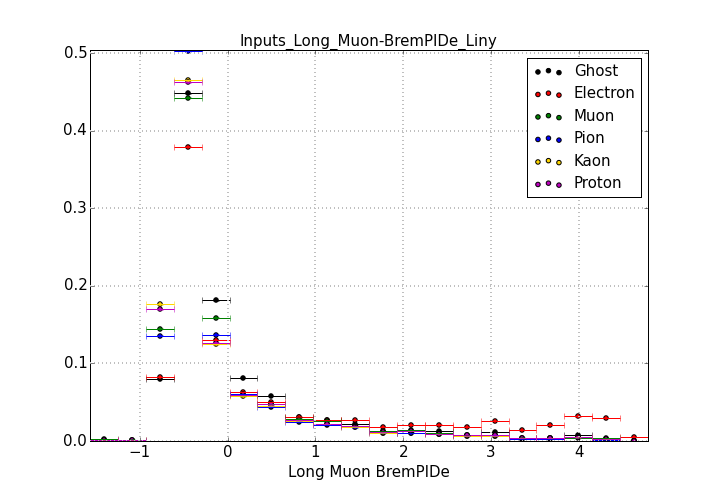 Inputs_Long_Muon-BremPIDe_Liny
0.5
0.4
0.3
0.2
0.1
0.0
Ghost
Electron
Muon
Pion
Kaon
Proton
−1 0 1 2 3 4
Long Muon BremPIDe